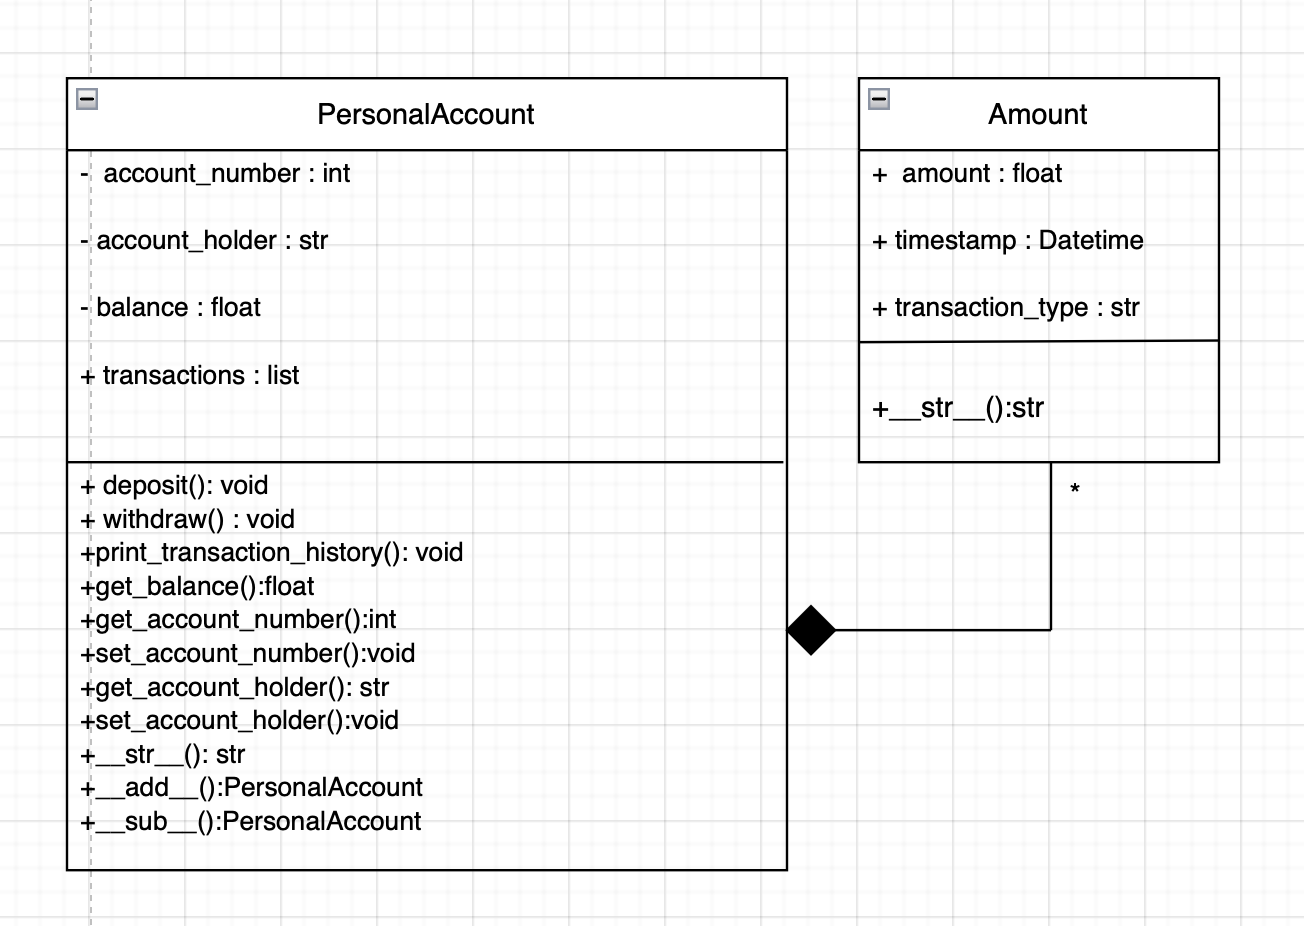 PersonalAccount
- account_number : int
- account_holder : str
- balance : float
+ transactions : list
+ deposit(): void
+ withdraw() : void
+print_transaction_history(): void
+get_balance():float
+get_account_number():int
+set_account_number():void
+get_account_holder(): str
+set_account_holder():void
+__str__(): str
+__add__():PersonalAccount
+__sub__():PersonalAccount
Amount
+ amount : float
+ timestamp : Datetime
+ transaction_type : str
+__str__():str
*